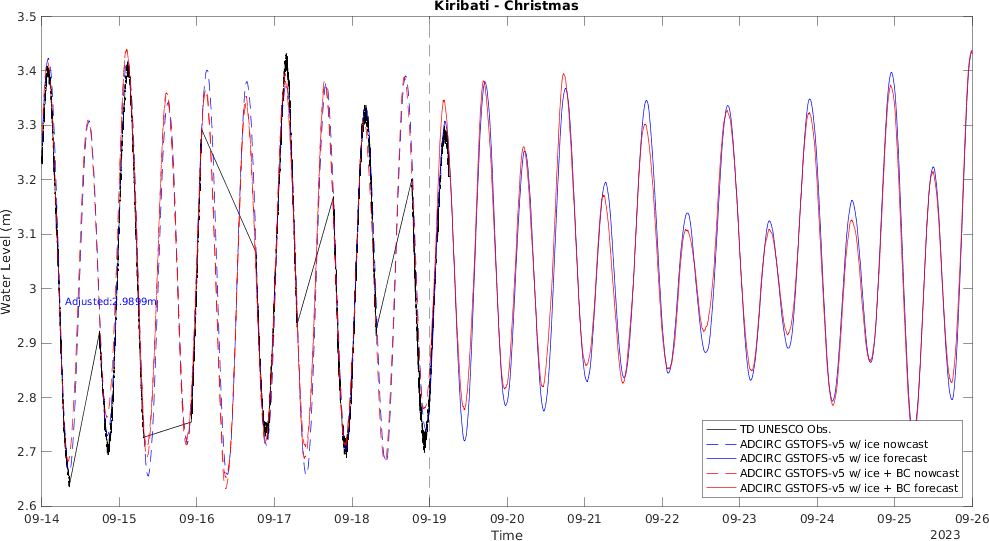 Kiribati - Christmas
3.5
3.4
3.3
3.2
3.1
3
2.9
2.8
2.7
2.6
Water Level (m)
Adjusted:2.9899m
TD UNESCO Obs.
ADCIRC GSTOFS-v5 w/ ice nowcast
ADCIRC GSTOFS-v5 w/ ice forecast
ADCIRC GSTOFS-v5 w/ ice + BC nowcast
ADCIRC GSTOFS-v5 w/ ice + BC forecast
09-14 09-15 09-16 09-17 09-18 09-19 09-20 09-21 09-22 09-23 09-24 09-25 09-26
Time
2023